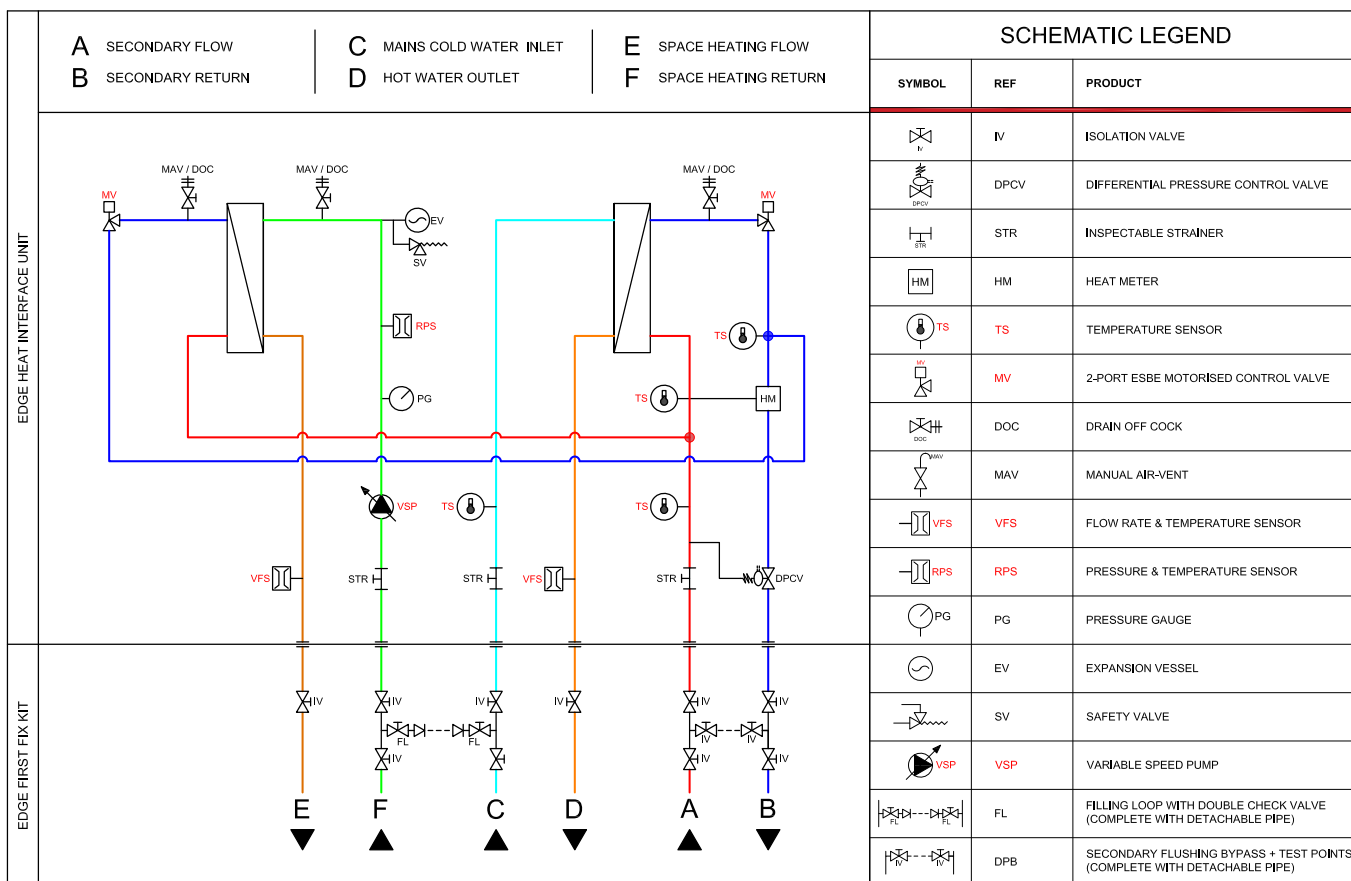 A SECONDARY FLOW
B SECONDARY RETURN
C MAINS COLD WATER INLET
D HOT WATER OUTLET
E SPACE HEATING FLOW
F SPACE HEATING RETURN
EDGE HEAT INTERFACE UNIT
EDGE FIRST FIX KIT
MAV / DOC
MAV / DOC
MAV / DOC
MV
MV
EV
SV
RPS
TS
PG
TS
HM
VSP
TS
TS
VFS
STR
STR
VFS
STR
DPCV
IV
IV
IV
IV
IV
IV
FL
FL
IV
IV
IV
IV
IV
E
F
C
D
A
B
SCHEMATIC LEGEND
SYMBOL REF PRODUCT
IV IV ISOLATION VALVE
DPCV DPCV DIFFERENTIAL PRESSURE CONTROL VALVE
STR STR INSPECTABLE STRAINER
HM HM HEAT METER
TS TS TEMPERATURE SENSOR
MV MV 2-PORT ESBE MOTORISED CONTROL VALVE
DOC DOC DRAIN OFF COCK
MAV MAV MANUAL AIR-VENT
VFS VFS FLOW RATE & TEMPERATURE SENSOR
RPS RPS PRESSURE & TEMPERATURE SENSOR
PG PG PRESSURE GAUGE
EV EXPANSION VESSEL
SV SAFETY VALVE
VSP VSP VARIABLE SPEED PUMP
FL FL FL FILLING LOOP WITH DOUBLE CHECK VALVE
(COMPLETE WITH DETACHABLE PIPE)
IV IV DPB SECONDARY FLUSHING BYPASS + TEST POINTS
(COMPLETE WITH DETACHABLE PIPE)